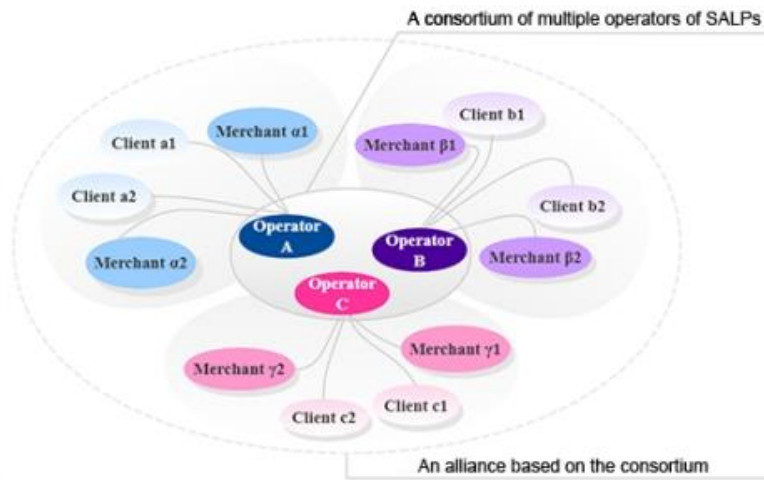 A consortium of multiple operators of SALPs
Client b1
Merchant α1
Client a1
Merchant β1
Client a2
Client b2
Operator
A
Operator
B
Merchant α2
Merchant β2
Operator
C
Merchant γ1
Merchant γ2
Client c1
Client c2
An alliance based on the consortium